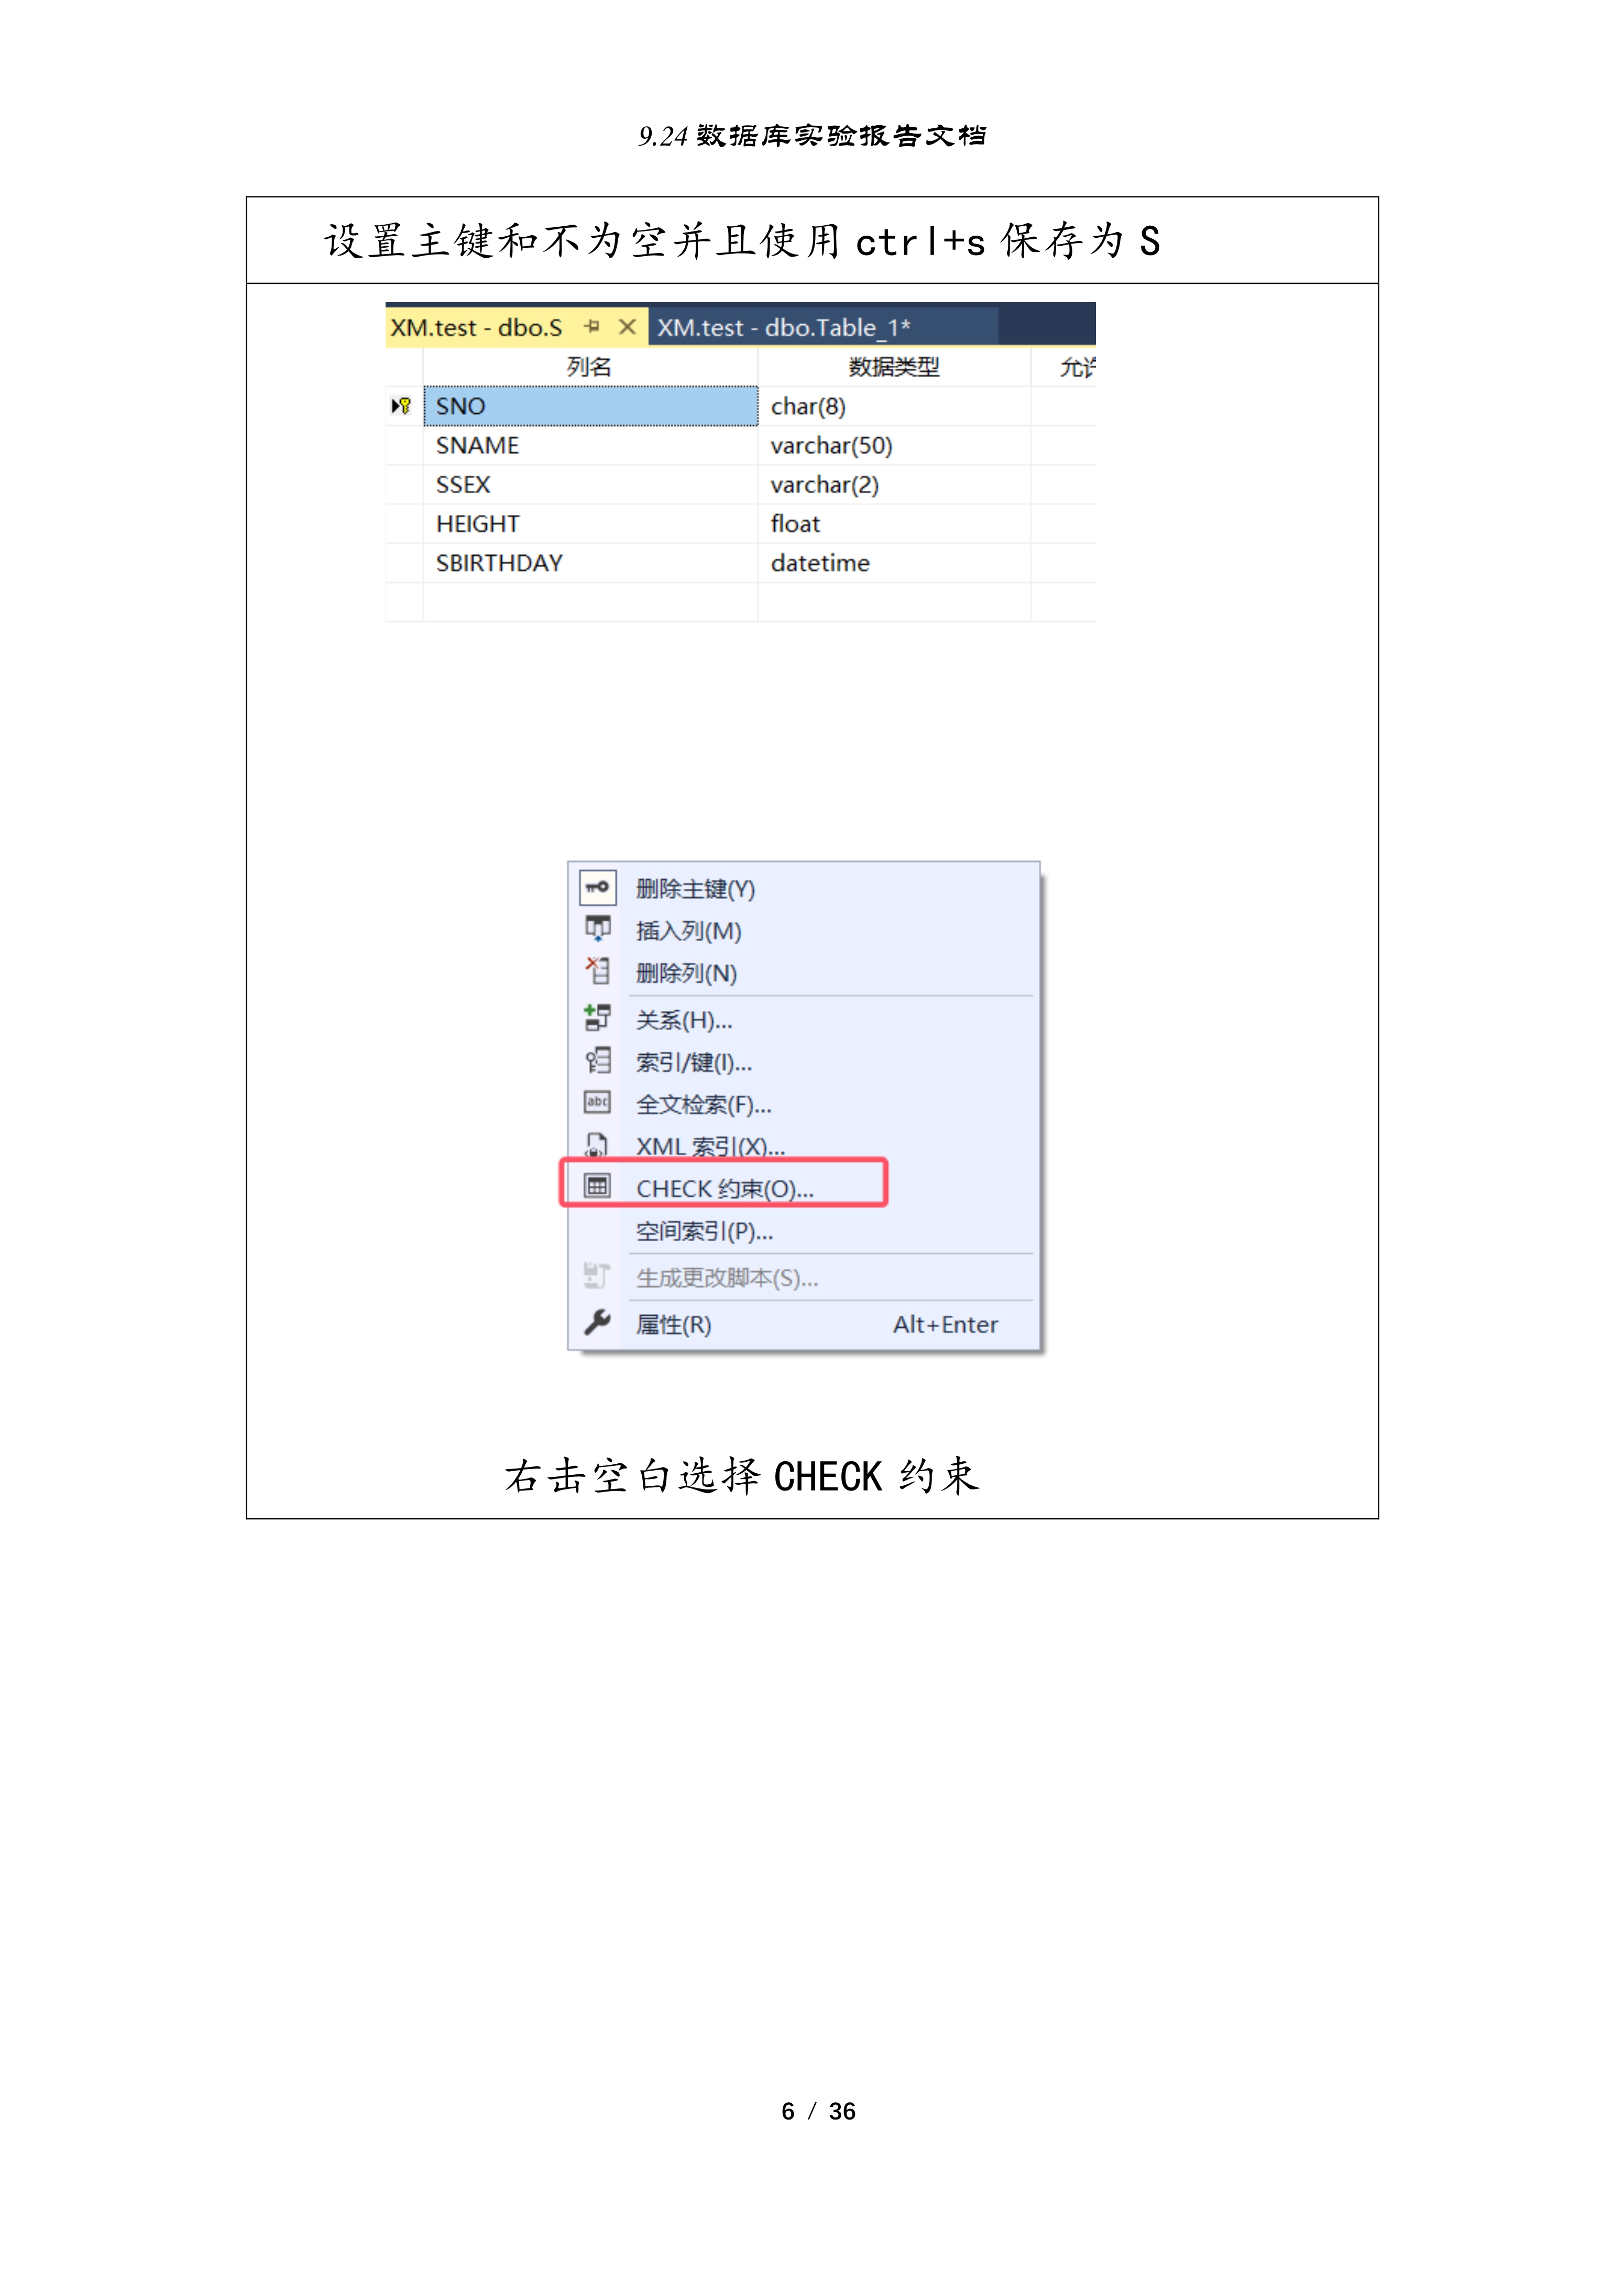 9.24 数据库实验报告文档
设置主键和不为空并且使用 ctrl+s 保存为 S
XM.test - dbo.S XM.test - dbo.Table_1*
列名 数据类型 允许
SNO char(8)
SNAME varchar(50)
SSEX varchar(2)
HEIGHT float
SBIRTHDAY datetime
删除主键(Y)
插入列(M)
删除列(N)
关系(H)...
索引/键(I)...
abc 全文检索(F)...
XML 索引(X)...
CHECK 约束(O)...
空间索引(P)...
生成更改脚本(S)...
属性(R) Alt+Enter
右击空白选择 CHECK 约束
6 / 36